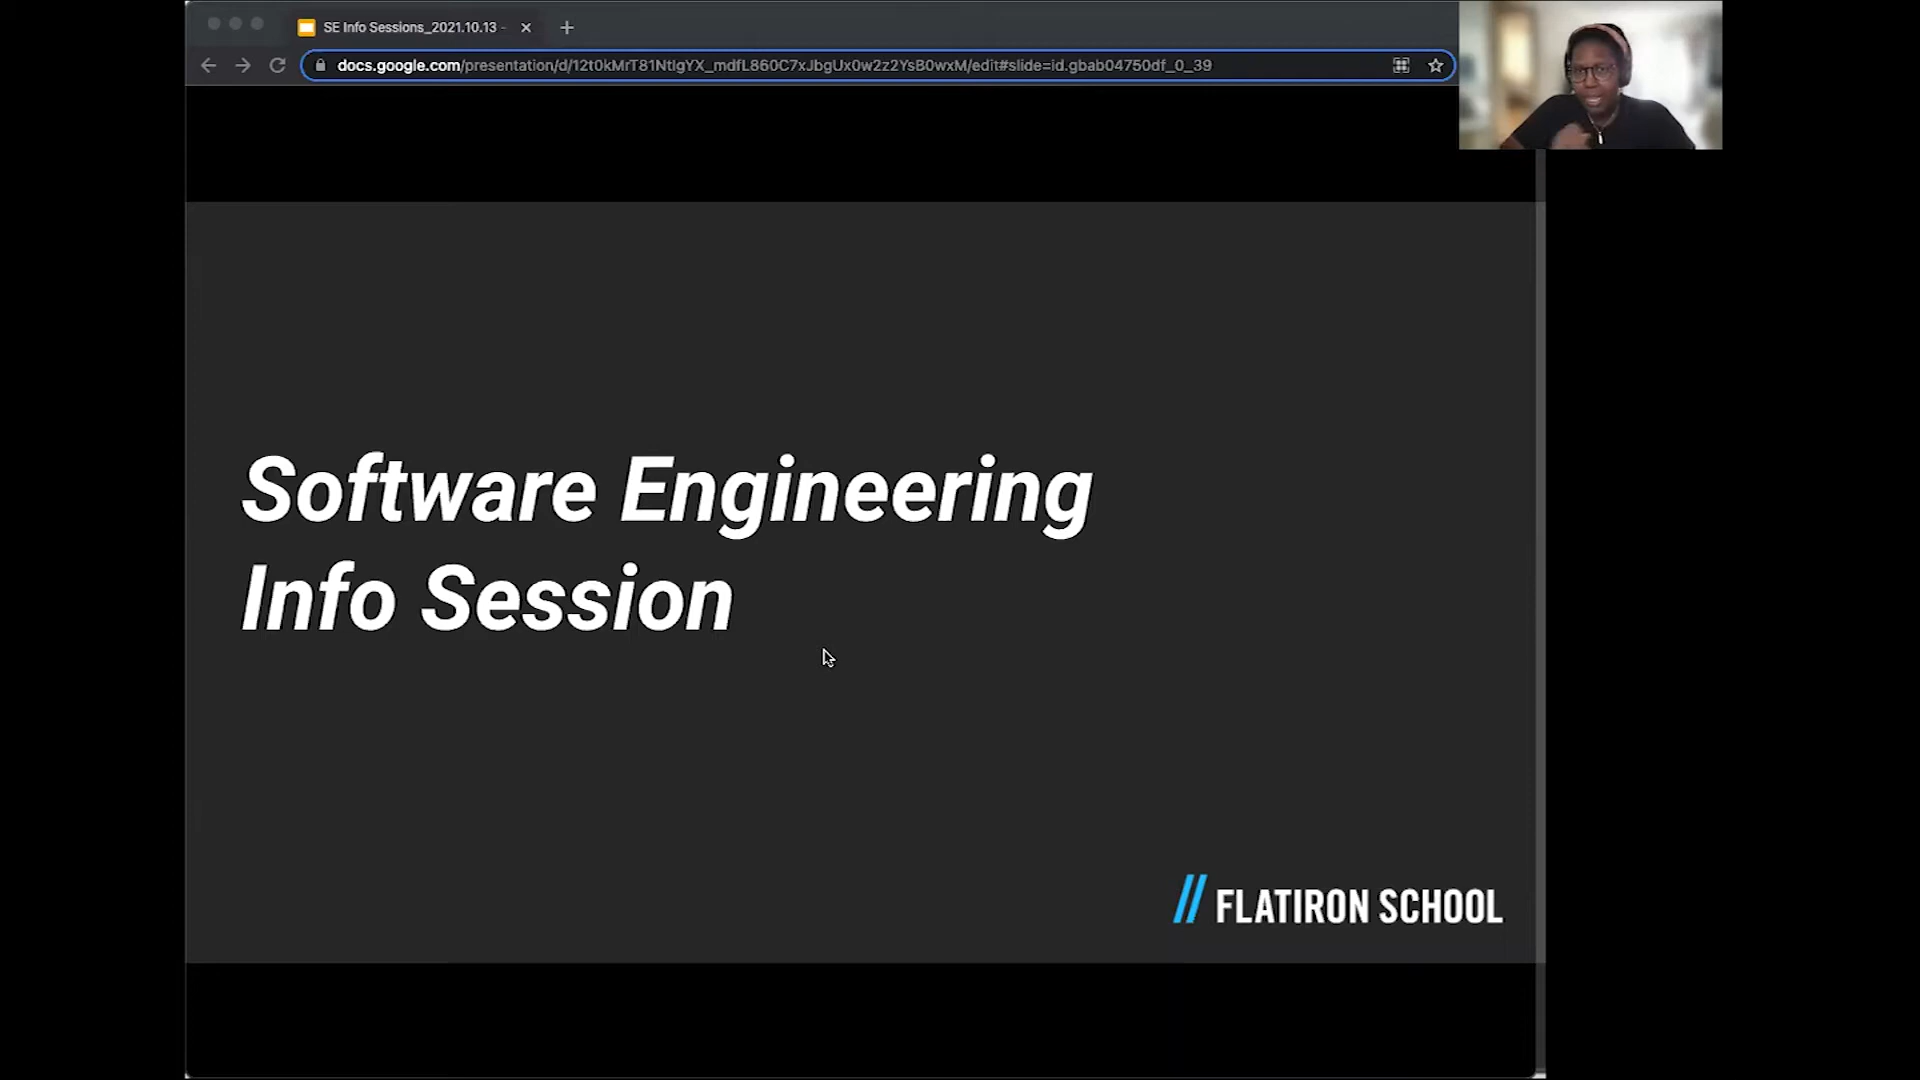 SE Info Sessions_2021.10.13 -
docs.google.com/presentation/d/12t0kMrT81NtlgYX_mdfL860C7xJbgUx0w2z2YsB0wxM/edit#slide=id.gbab04750df_0_39
Software Engineering
Info Session
// FLATIRON SCHOOL